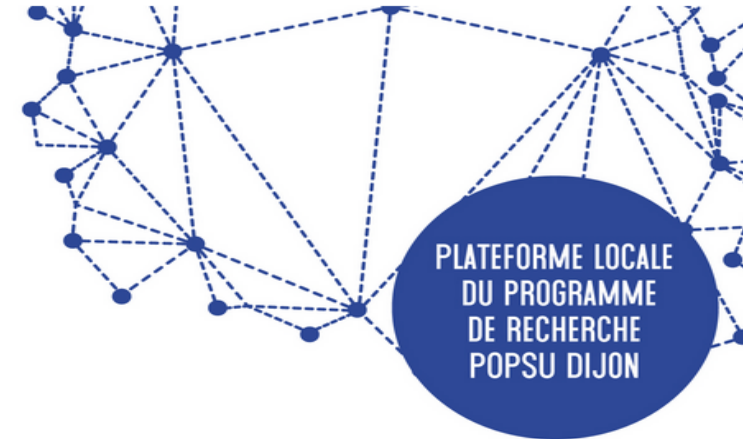 PLATEFORME LOCALE
DU PROGRAMME
DE RECHERCHE
POPSU DIJON